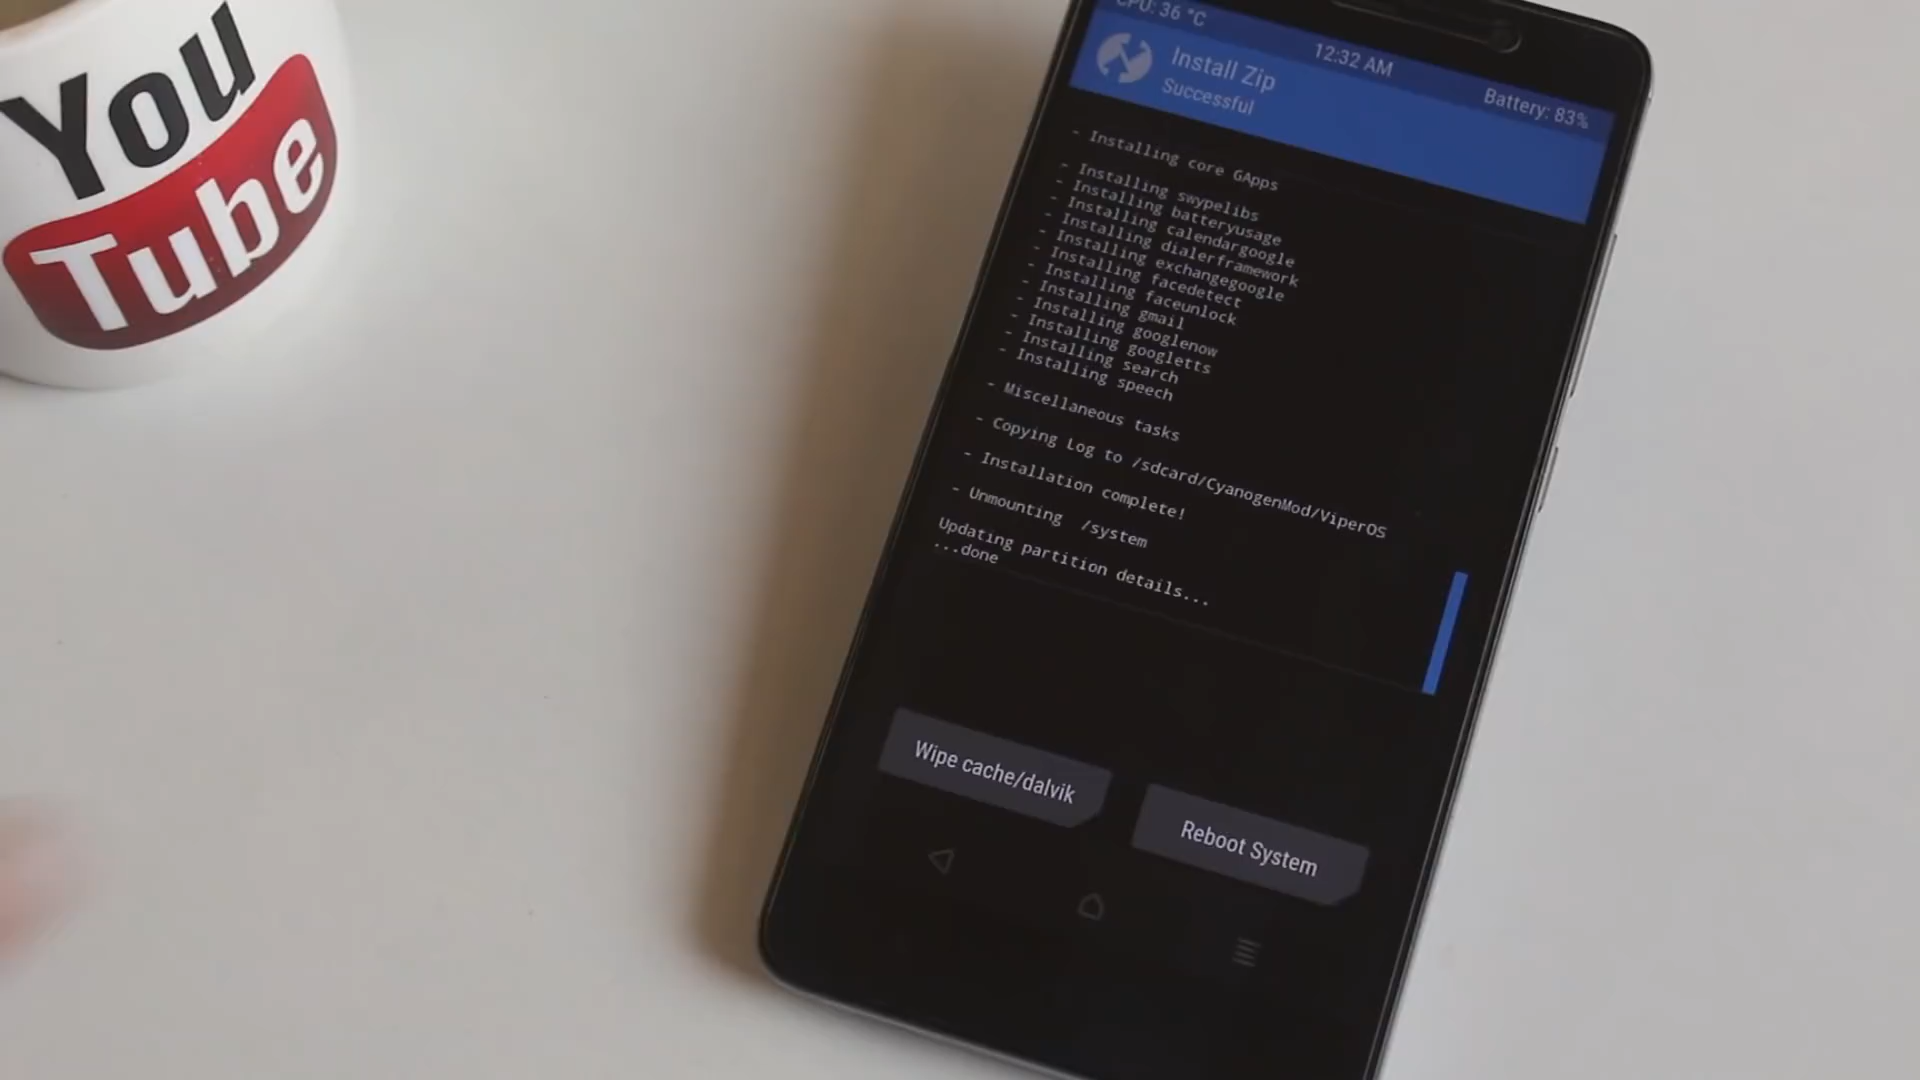 You
Tube
CPU: 36 °C
12:32 AM
Battery: 83%
Install Zip
Successful
- Installing core GApps
- Installing swypelibs
- Installing batteryusage
- Installing calendargoogle
- Installing dialerframework
- Installing exchangegoogle
- Installing facedetect
- Installing faceunlock
- Installing gmail
- Installing googlenow
- Installing googletts
- Installing search
- Installing speech
- Miscellaneous tasks
- Copying Log to /sdcard/CyanogenMod/ViperOS
- Installation complete!
- Unmounting /system
Updating partition details...
...done
Wipe cache/dalvik
Reboot System